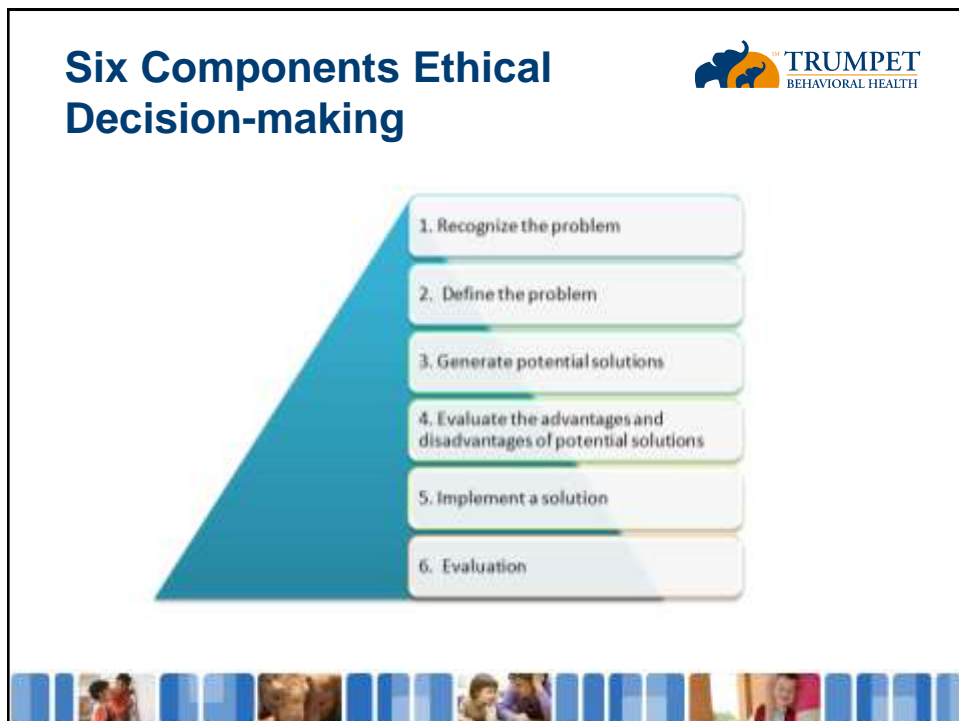 Six Components Ethical
Decision-making
SM
TRUMPET
BEHAVIORAL HEALTH
1. Recognize the problem
2. Define the problem
3. Generate potential solutions
4. Evaluate the advantages and
disadvantages of potential solutions
5. Implement a solution
6. Evaluation